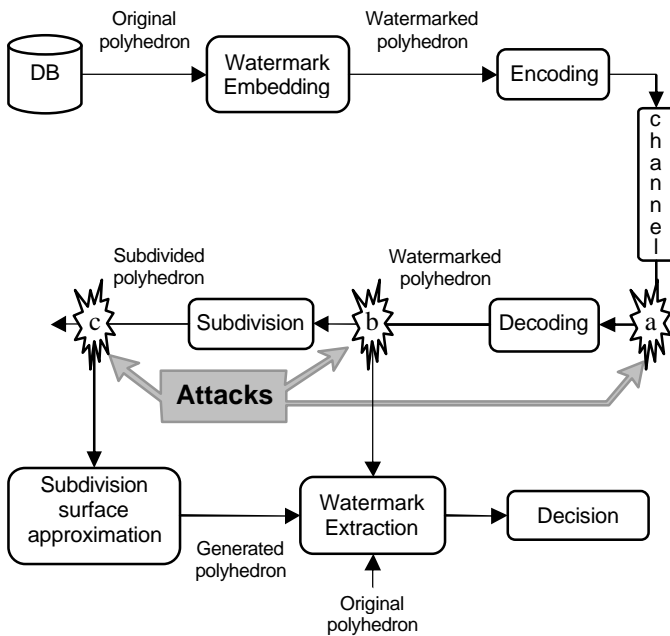 Original
polyhedron
Watermarked
polyhedron
DB
Watermark
Embedding
Encoding
channel
Subdivided
polyhedron
Watermarked
polyhedron
c
Subdivision
b
Decoding
a
Attacks
Subdivision
surface
approximation
Watermark
Extraction
Decision
Generated
polyhedron
Original
polyhedron